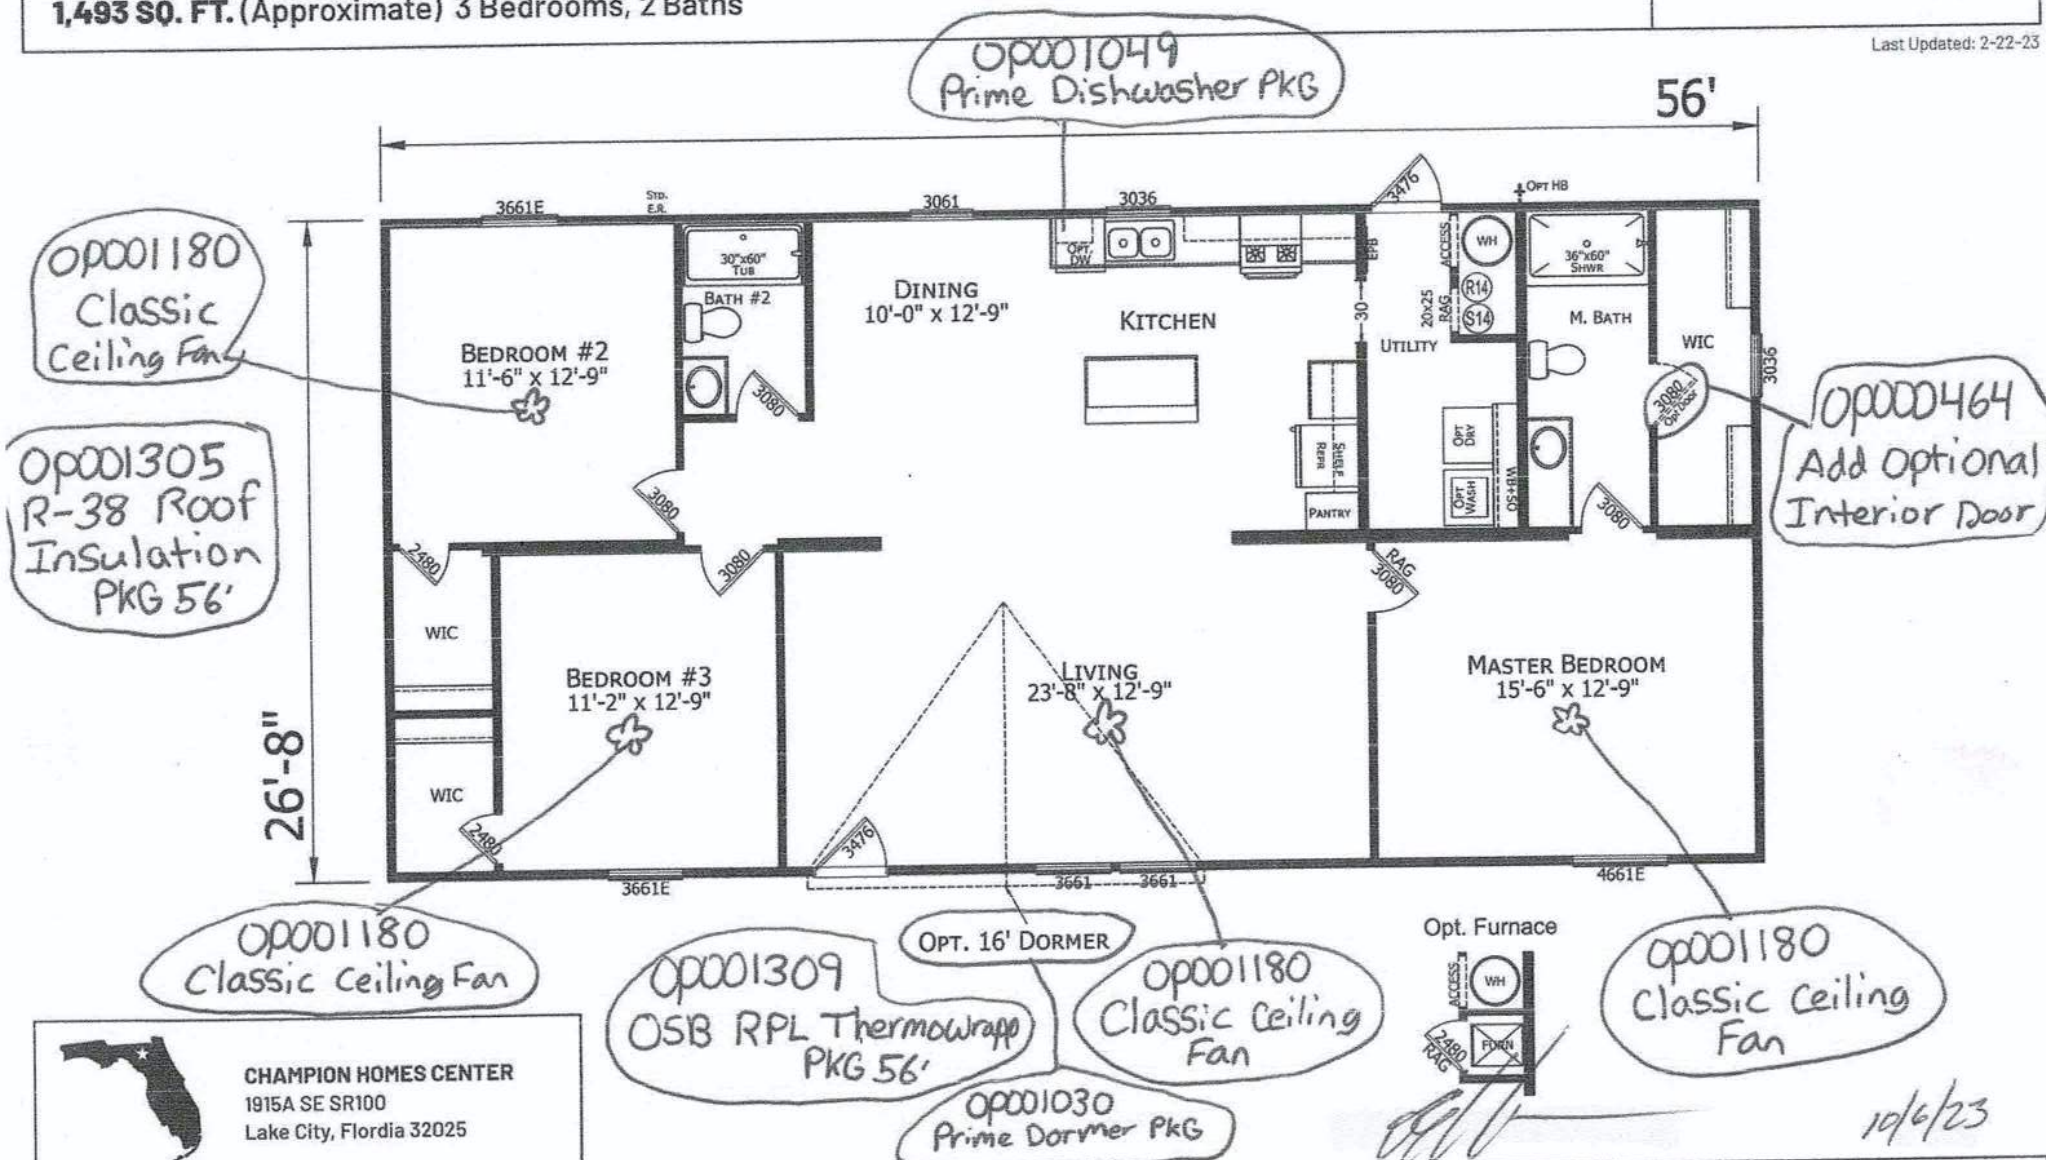 1,493 SQ. FT. (Approximate) 3 Bedrooms, 2 Baths
Last Updated: 2-22-23
OP001049
Prime Dishwasher PKG
56'
3661E
STD.
E.R.
3061
3036
3476
OPT HB
OP001180
Classic
Ceiling Fan
30"x60"
TUB
BATH #2
3080
DINING
10'-0" x 12'-9"
OPT.
DW
KITCHEN
EPB
30
ACCESS
WH
20x25
RAG
R14
S14
UTILITY
36"x60"
SHWR
M. BATH
WIC
3036
3080
Opt Door
OP000464
Add Optional
Interior Door
BEDROOM #2
11'-6" x 12'-9"
OP001305
R-38 Roof
Insulation
PKG 56'
3080
SHELF
REFR
PANTRY
OPT
DRY
OPT
WASH
WB+SO
3080
2480
3080
RAG
3080
WIC
BEDROOM #3
11'-2" x 12'-9"
LIVING
23'-8" x 12'-9"
MASTER BEDROOM
15'-6" x 12'-9"
26'-8"
WIC
2480
3476
3661E
3661
3661
4661E
OP001180
Classic Ceiling Fan
OPT. 16' DORMER
OP001309
OSB RPL Thermowrapp
PKG 56'
OP001180
Classic Ceiling
Fan
Opt. Furnace
ACCESS
WH
2480
RAG
FURN
OP001180
Classic Ceiling
Fan
OP001030
Prime Dormer PKG
CHAMPION HOMES CENTER
1915A SE SR100
Lake City, Flordia 32025
10/6/23